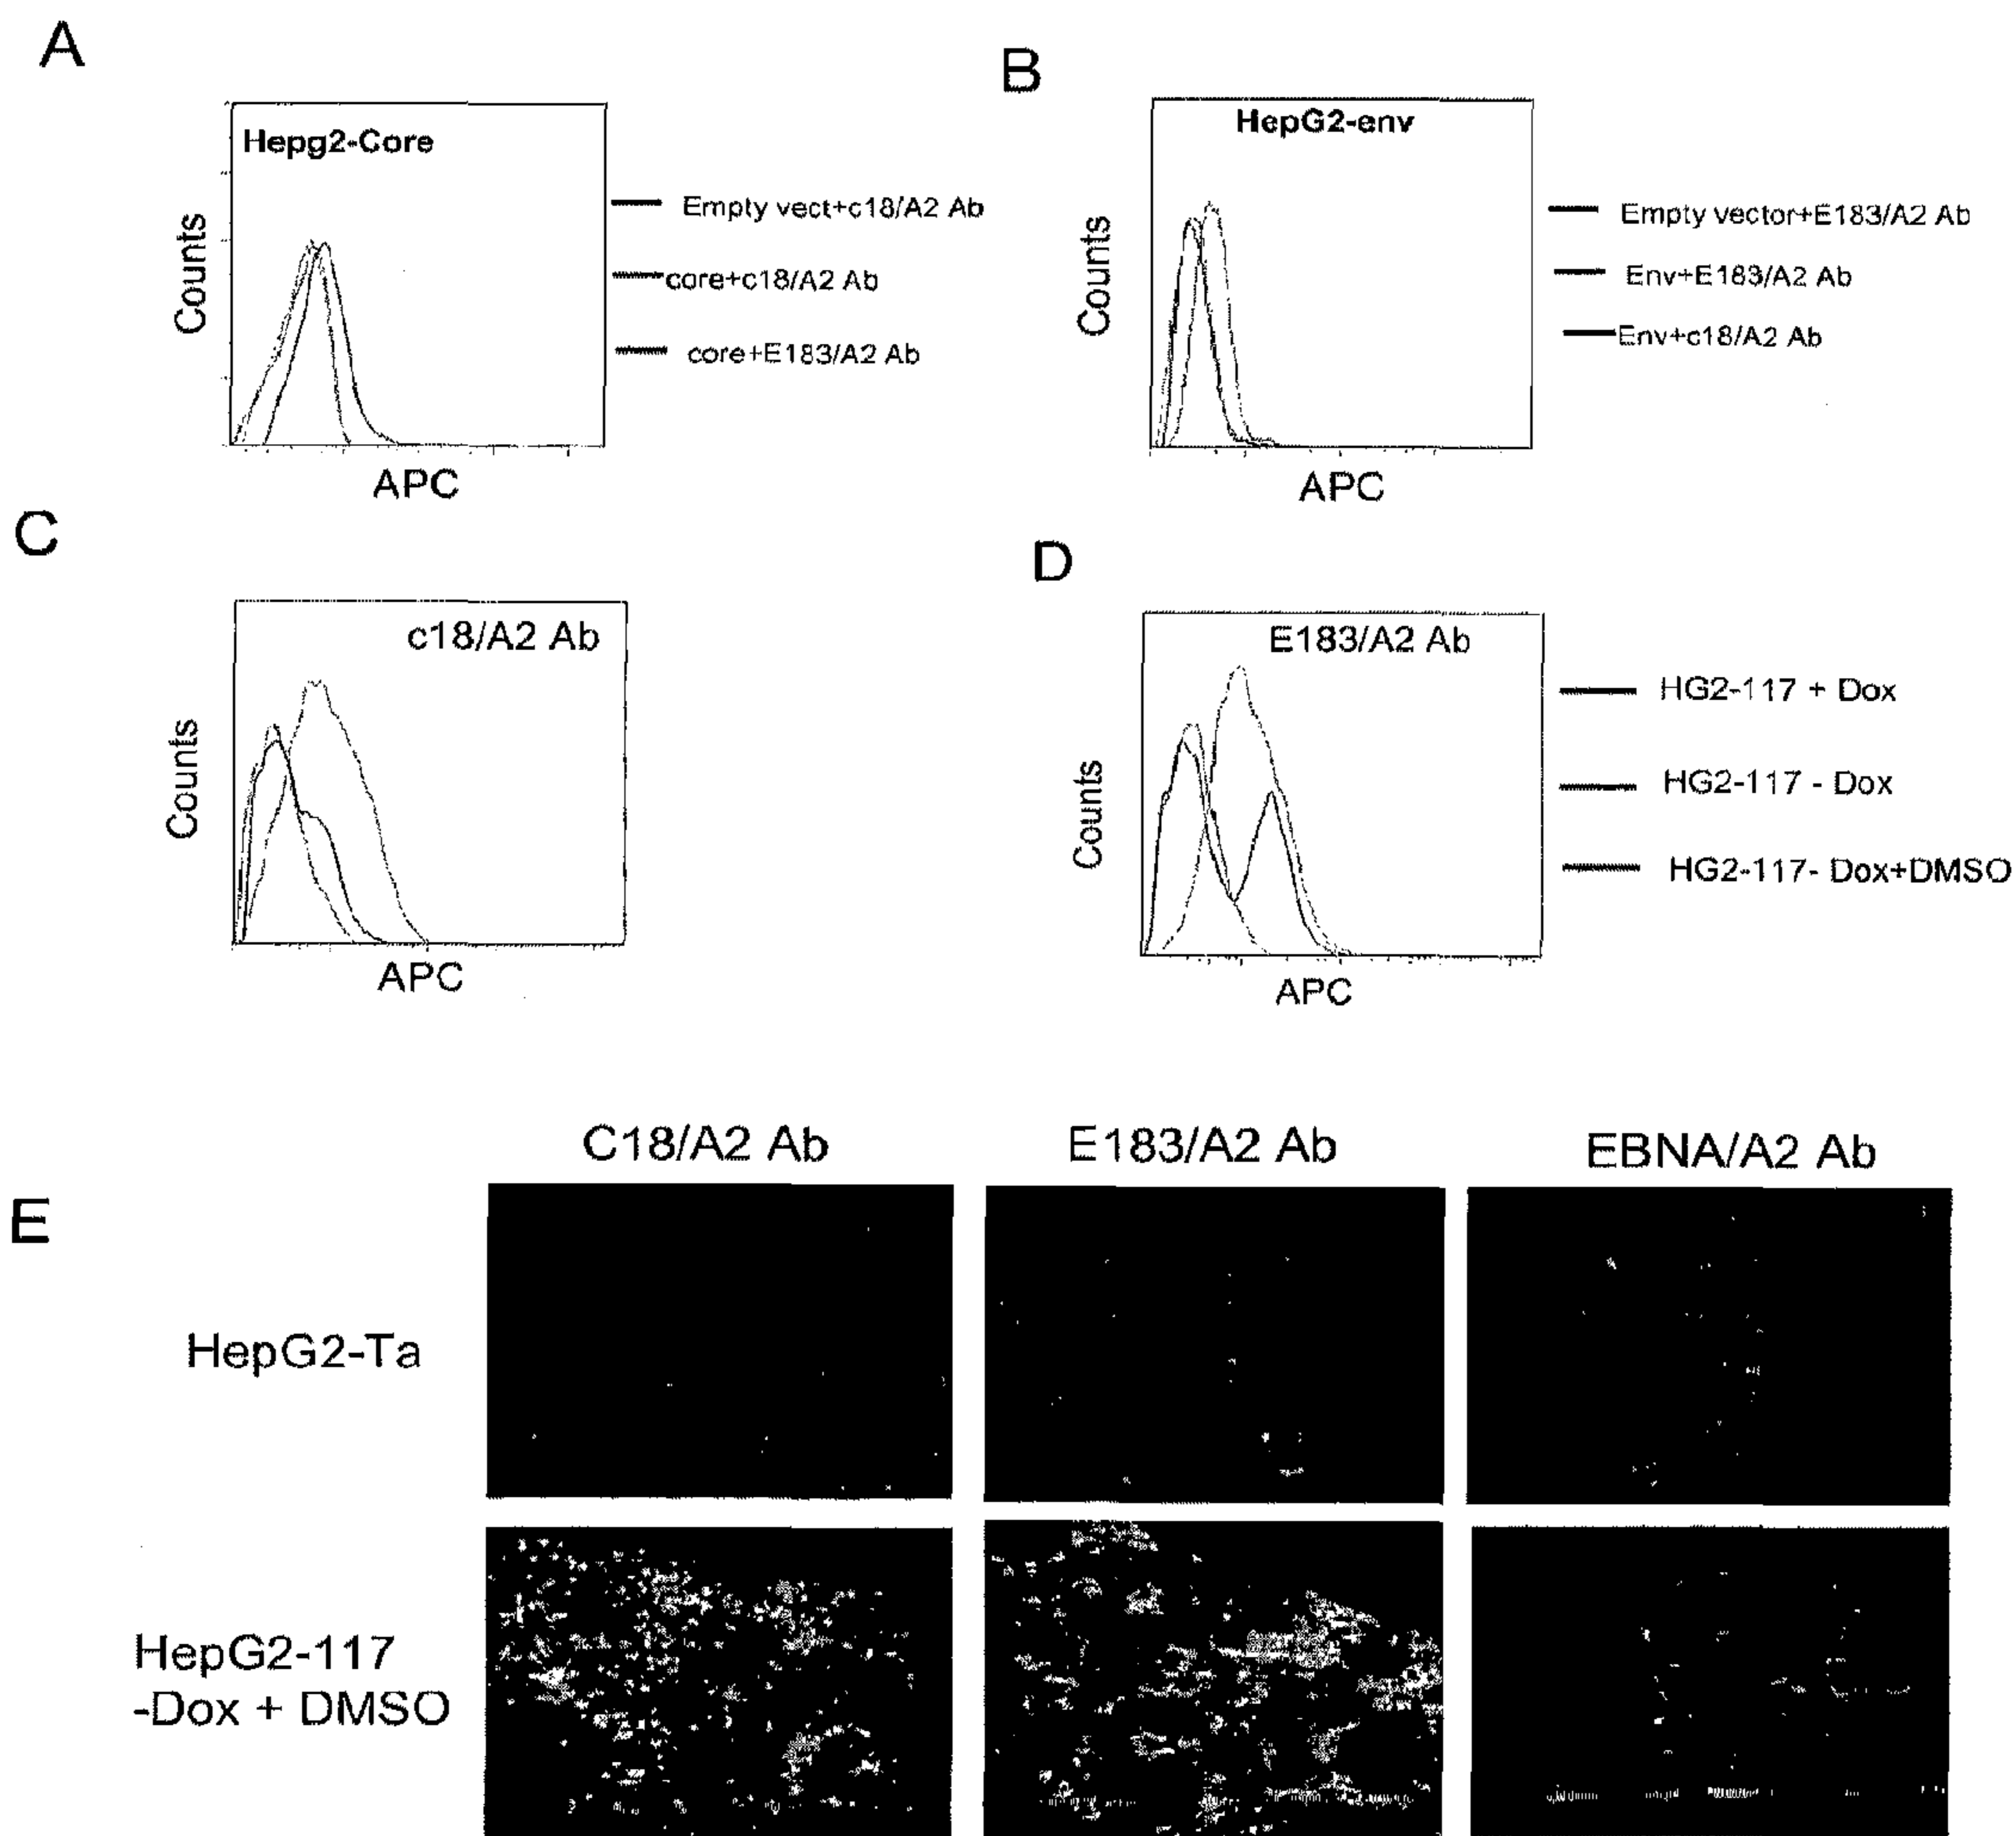 A
Hepg2-Core
Counts
APC
Empty vect+c18/A2 Ab
core+c18/A2 Ab
core+E183/A2 Ab
B
HepG2-env
Counts
APC
Empty vector+E183/A2 Ab
Env+E183/A2 Ab
Env+c18/A2 Ab
C
c18/A2 Ab
Counts
APC
D
E183/A2 Ab
Counts
APC
HG2-117 + Dox
HG2-117 - Dox
HG2-117- Dox+DMSO
E
C18/A2 Ab
E183/A2 Ab
EBNA/A2 Ab
HepG2-Ta
HepG2-117
-Dox + DMSO